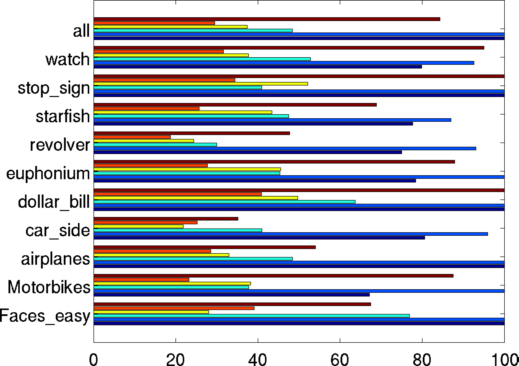 all
watch
stop_sign
starfish
revolver
euphonium
dollar_bill
car_side
airplanes
Motorbikes
Faces_easy
0 20 40 60 80 100